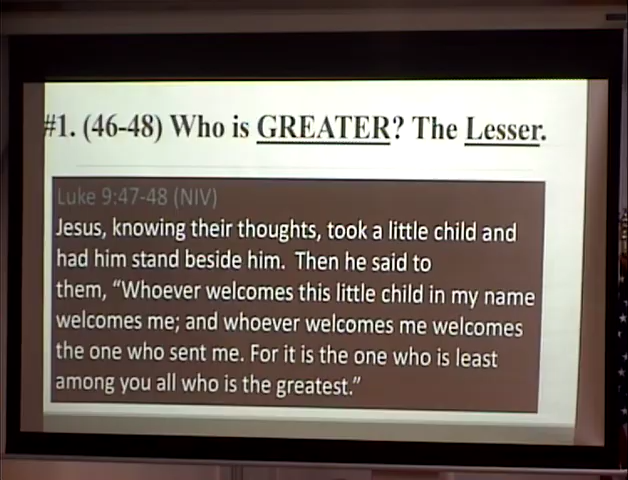 #1. (46-48) Who is GREATER? The Lesser.
Luke 9:47-48 (NIV)
Jesus, knowing their thoughts, took a little child and
had him stand beside him. Then he said to
them, “Whoever welcomes this little child in my name
welcomes me; and whoever welcomes me welcomes
the one who sent me. For it is the one who is least
among you all who is the greatest.”